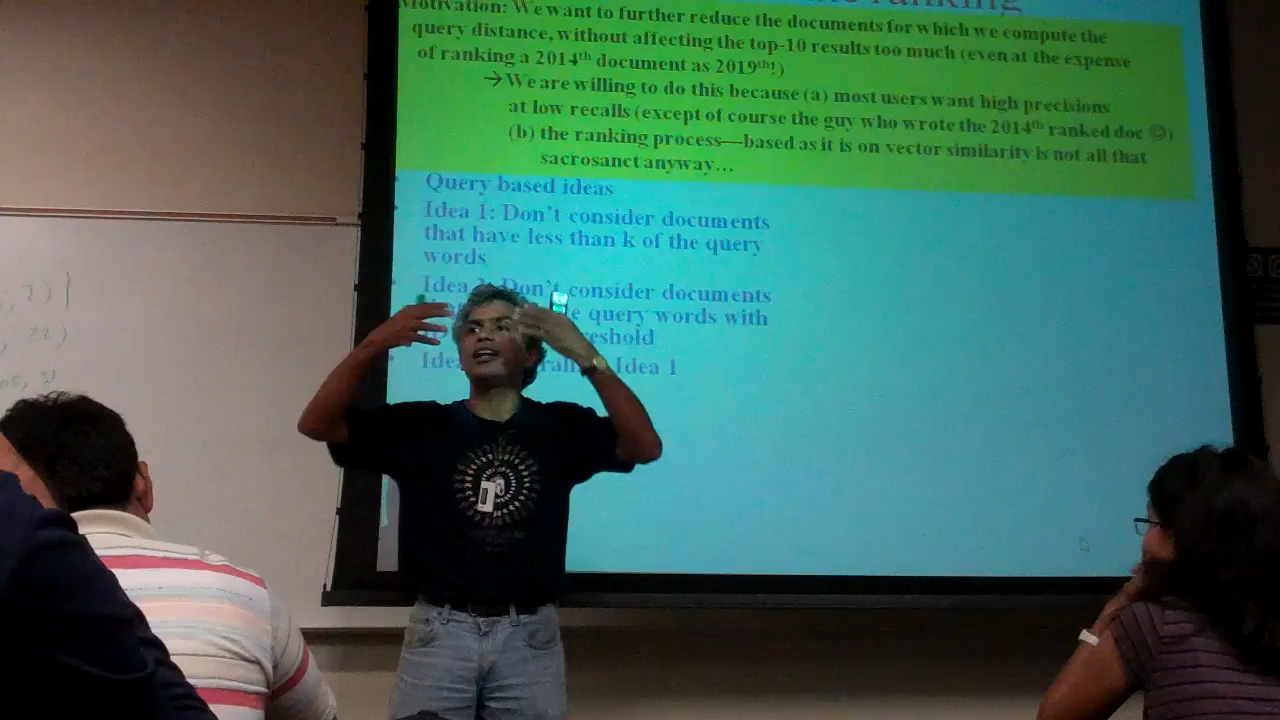 ranking
Motivation: We want to further reduce the documents for which we compute the
query distance, without affecting the top-10 results too much (even at the expense
of ranking a 2014th document as 2019th!)
→We are willing to do this because (a) most users want high precisions
at low recalls (except of course the guy who wrote the 2014th ranked doc ☺)
(b) the ranking process—based as it is on vector similarity is not all that
sacrosanct anyway…
• Query based ideas
• Idea 1: Don't consider documents
that have less than k of the query
words
• Idea 2: Don't consider documents
query words with
• Idea 1